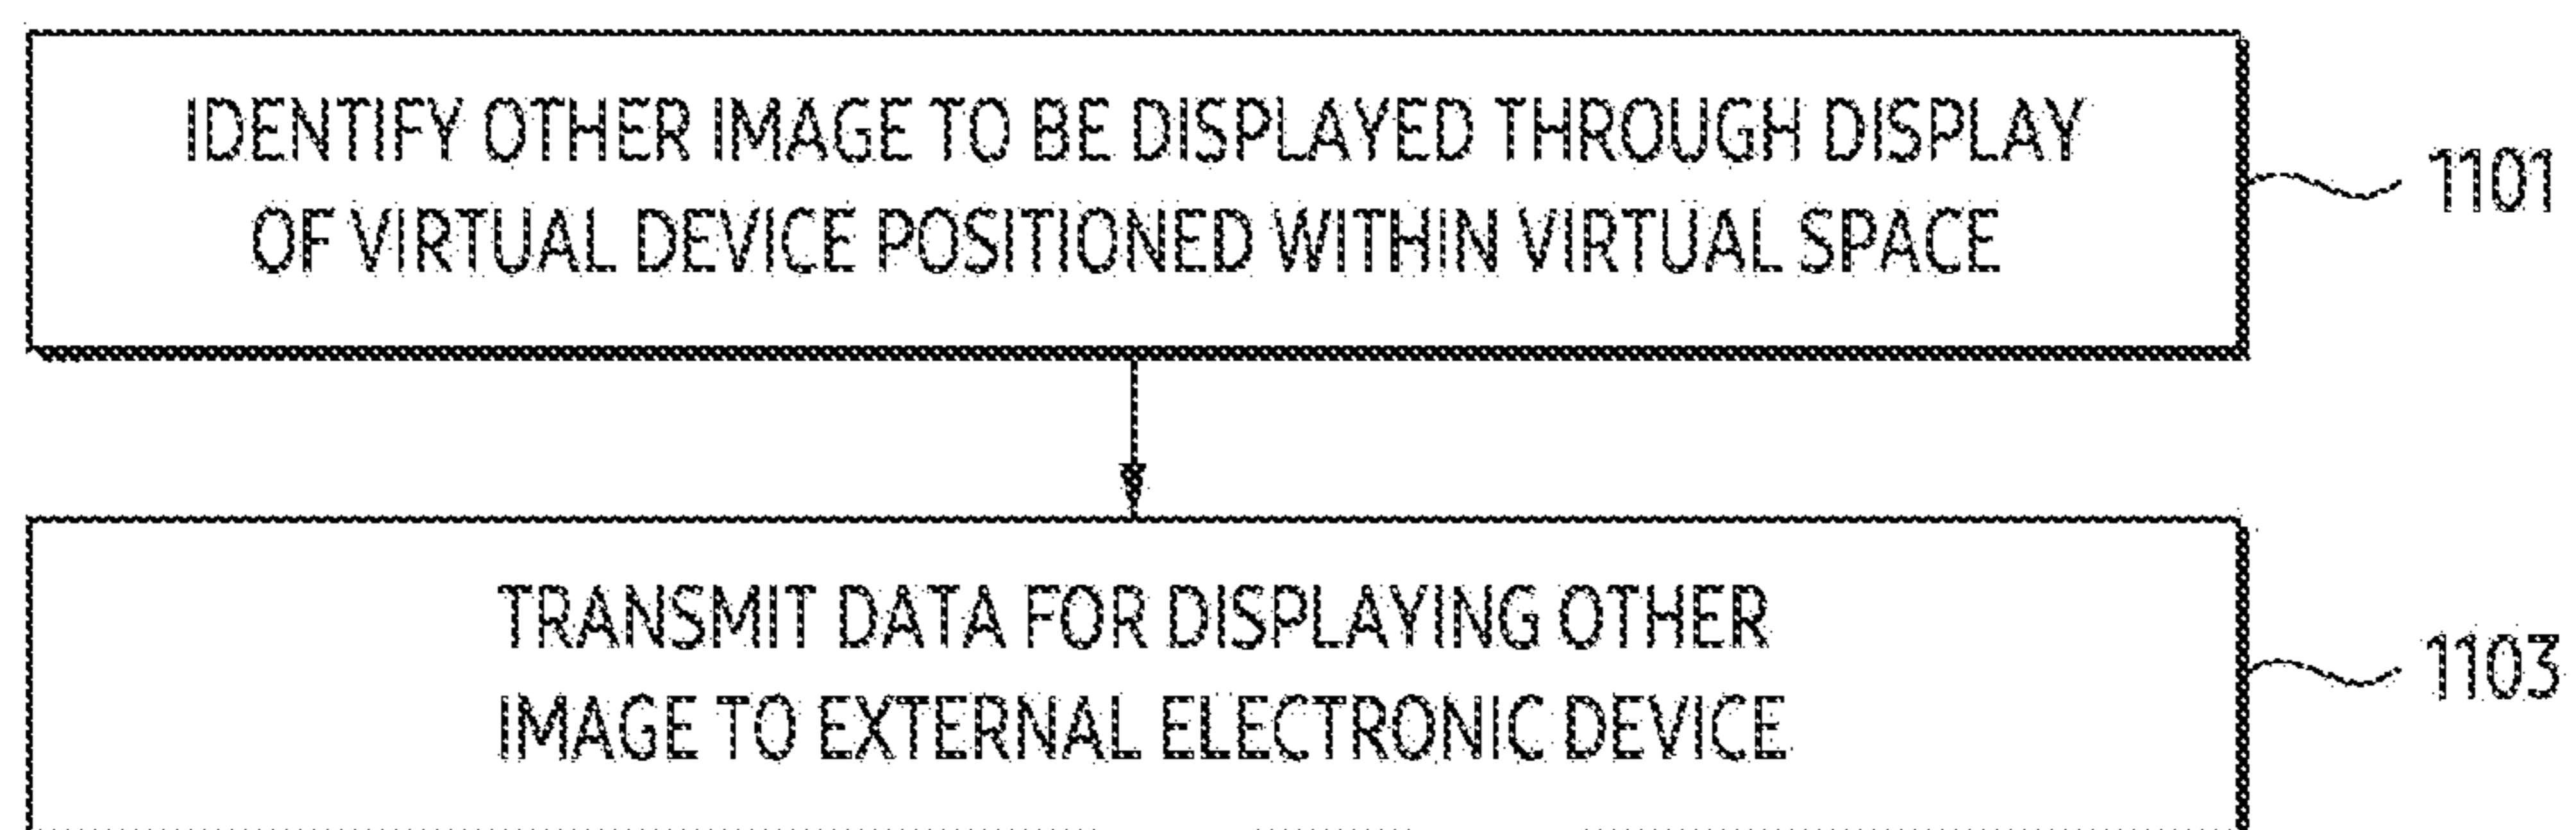 IDENTIFY OTHER IMAGE TO BE DISPLAYED THROUGH DISPLAY
OF VIRTUAL DEVICE POSITIONED WITHIN VIRTUAL SPACE
1101
TRANSMIT DATA FOR DISPLAYING OTHER
IMAGE TO EXTERNAL ELECTRONIC DEVICE
1103